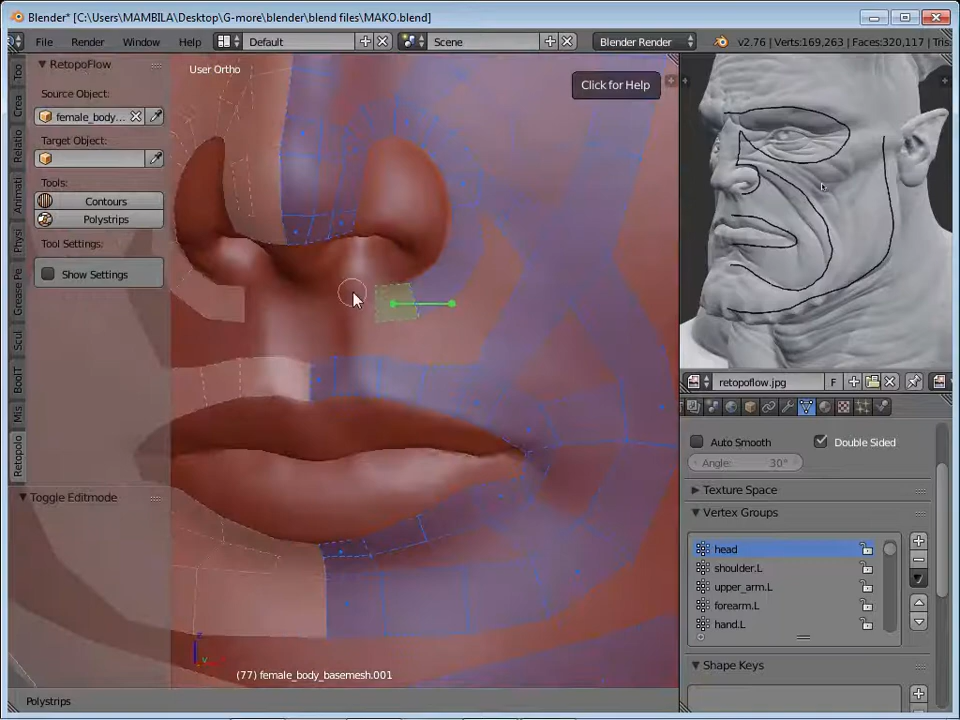 Blender* [C:\Users\MAMBILA\Desktop\G-more\blender\blend files\MAKO.blend]
File Render Window Help Default Scene Blender Render v2.76 | Verts:169,263 | Faces:320,117 | Tris:
RetopoFlow
Source Object:
female_body...
Target Object:
Tools:
Contours
Polystrips
Tool Settings:
Show Settings
Too
Crea
Relatio
Animati
Physi
Grease Pe
Scul
BoolT
Mis
Retopolo
Toggle Editmode
User Ortho
Click for Help
z
y
(77) female_body_basemesh.001
Polystrips
retopoflow.jpg F
Auto Smooth Double Sided
Angle: 30°
Texture Space
Vertex Groups
head
shoulder.L
upper_arm.L
forearm.L
hand.L
Shape Keys